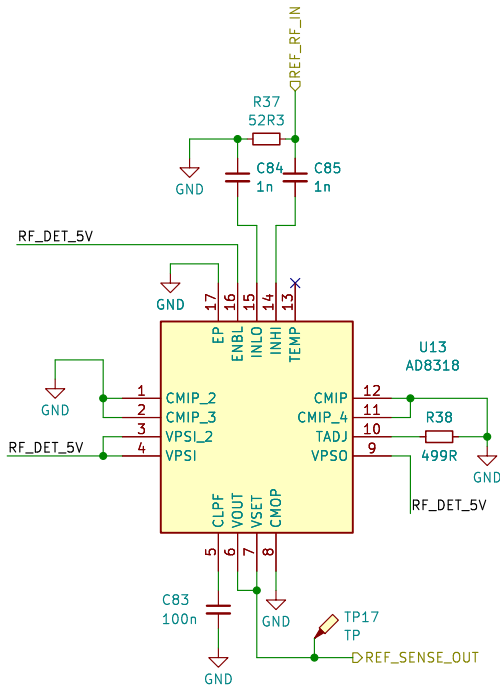 REF_RF_IN
R37
52R3
C84
1n
C85
1n
GND
RF_DET_5V
GND
17
16
15
14
13
EP
ENBL
INLO
INHI
TEMP
U13
AD8318
GND
1
CMIP_2
2
CMIP_3
3
VPSI_2
4
VPSI
RF_DET_5V
CMIP
12
CMIP_4
11
TADJ
10
VPSO
9
R38
499R
GND
RF_DET_5V
CLPF
VOUT
VSET
CMOP
5
6
7
8
C83
100n
GND
GND
TP17
TP
REF_SENSE_OUT